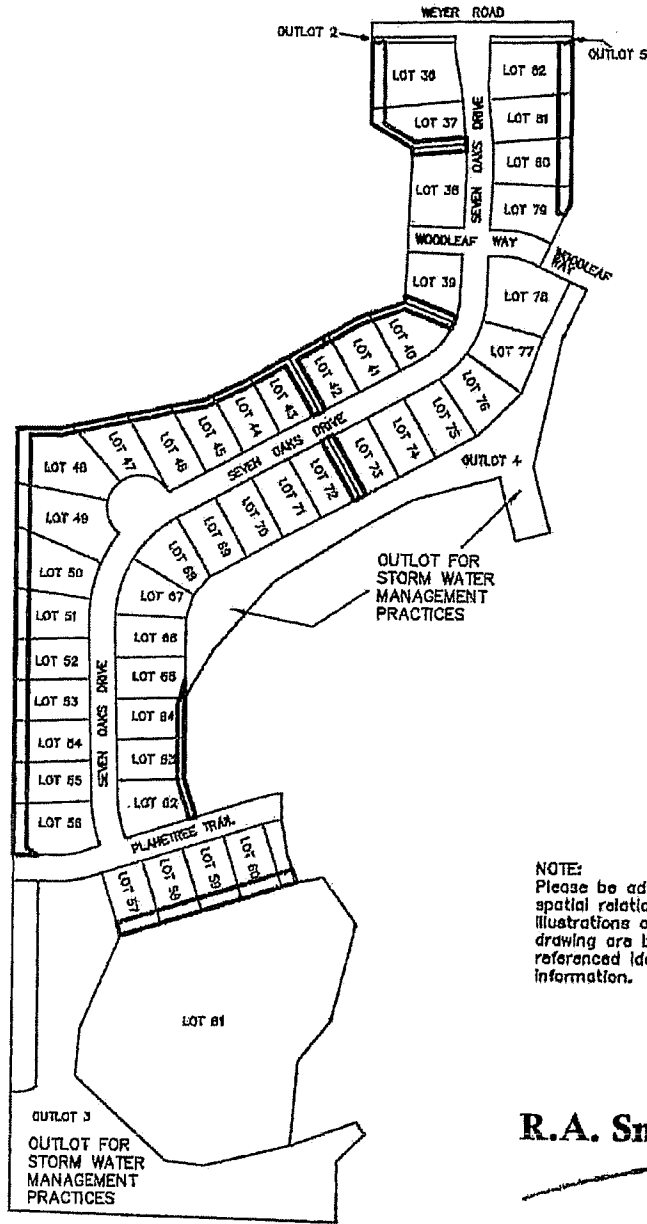 WEYER ROAD
OUTLOT 2
OUTLOT 5
LOT 36
LOT 82
LOT 37
LOT 81
SEVEN OAKS DRIVE
LOT 80
LOT 38
LOT 79
WOODLEAF WAY
WOODLEAF
WAY
LOT 39
LOT 78
LOT 40
LOT 77
LOT 41
LOT 42
LOT 76
LOT 43
LOT 44
LOT 75
LOT 45
LOT 46
LOT 47
LOT 74
SEVEN OAKS DRIVE
LOT 48
LOT 73
OUTLOT 4
LOT 72
LOT 71
LOT 70
LOT 69
LOT 68
LOT 49
LOT 50
LOT 67
OUTLOT FOR
STORM WATER
MANAGEMENT
PRACTICES
LOT 51
LOT 66
LOT 52
LOT 65
SEVEN OAKS DRIVE
LOT 53
LOT 64
LOT 54
LOT 63
LOT 55
LOT 62
LOT 56
PLANETREE TRAIL
LOT 57
LOT 58
LOT 59
LOT 60
NOTE:
Please be ad
spatial relatio
illustrations o
drawing are b
referenced ide
information.
LOT 61
OUTLOT 3
OUTLOT FOR
STORM WATER
MANAGEMENT
PRACTICES
R.A. Sn